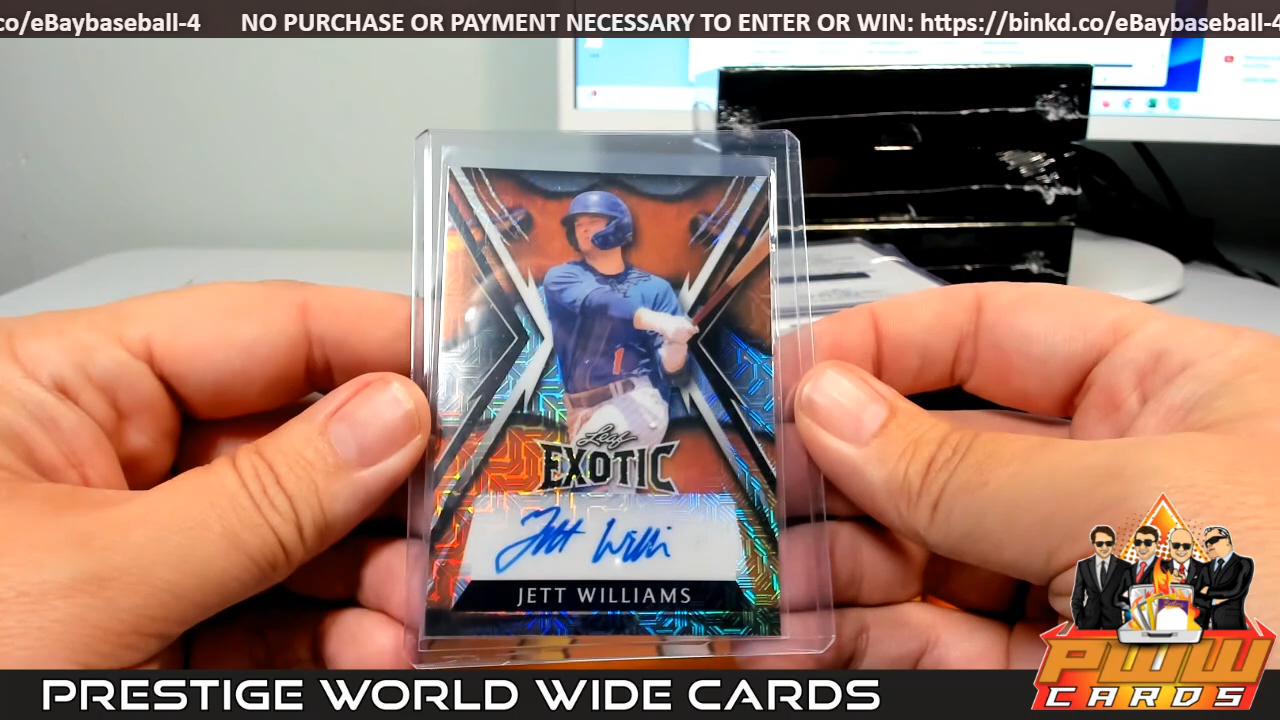 co/eBaybaseball-4 NO PURCHASE OR PAYMENT NECESSARY TO ENTER OR WIN: https://binkd.co/eBaybaseball-4
1
Leaf
EXOTIC
Jett Willi
JETT WILLIAMS
PWW
CARDS
PRESTIGE WORLD WIDE CARDS